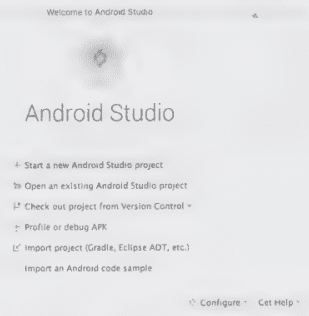 Welcome to Android Studio
Android Studio
Start a new Android Studio project
Open an existing Android Studio project
Check out project from Version Control
Profile or debug APK
Import project (Gradle, Eclipse ADT, etc.)
Import an Android code sample
Configure Get Help